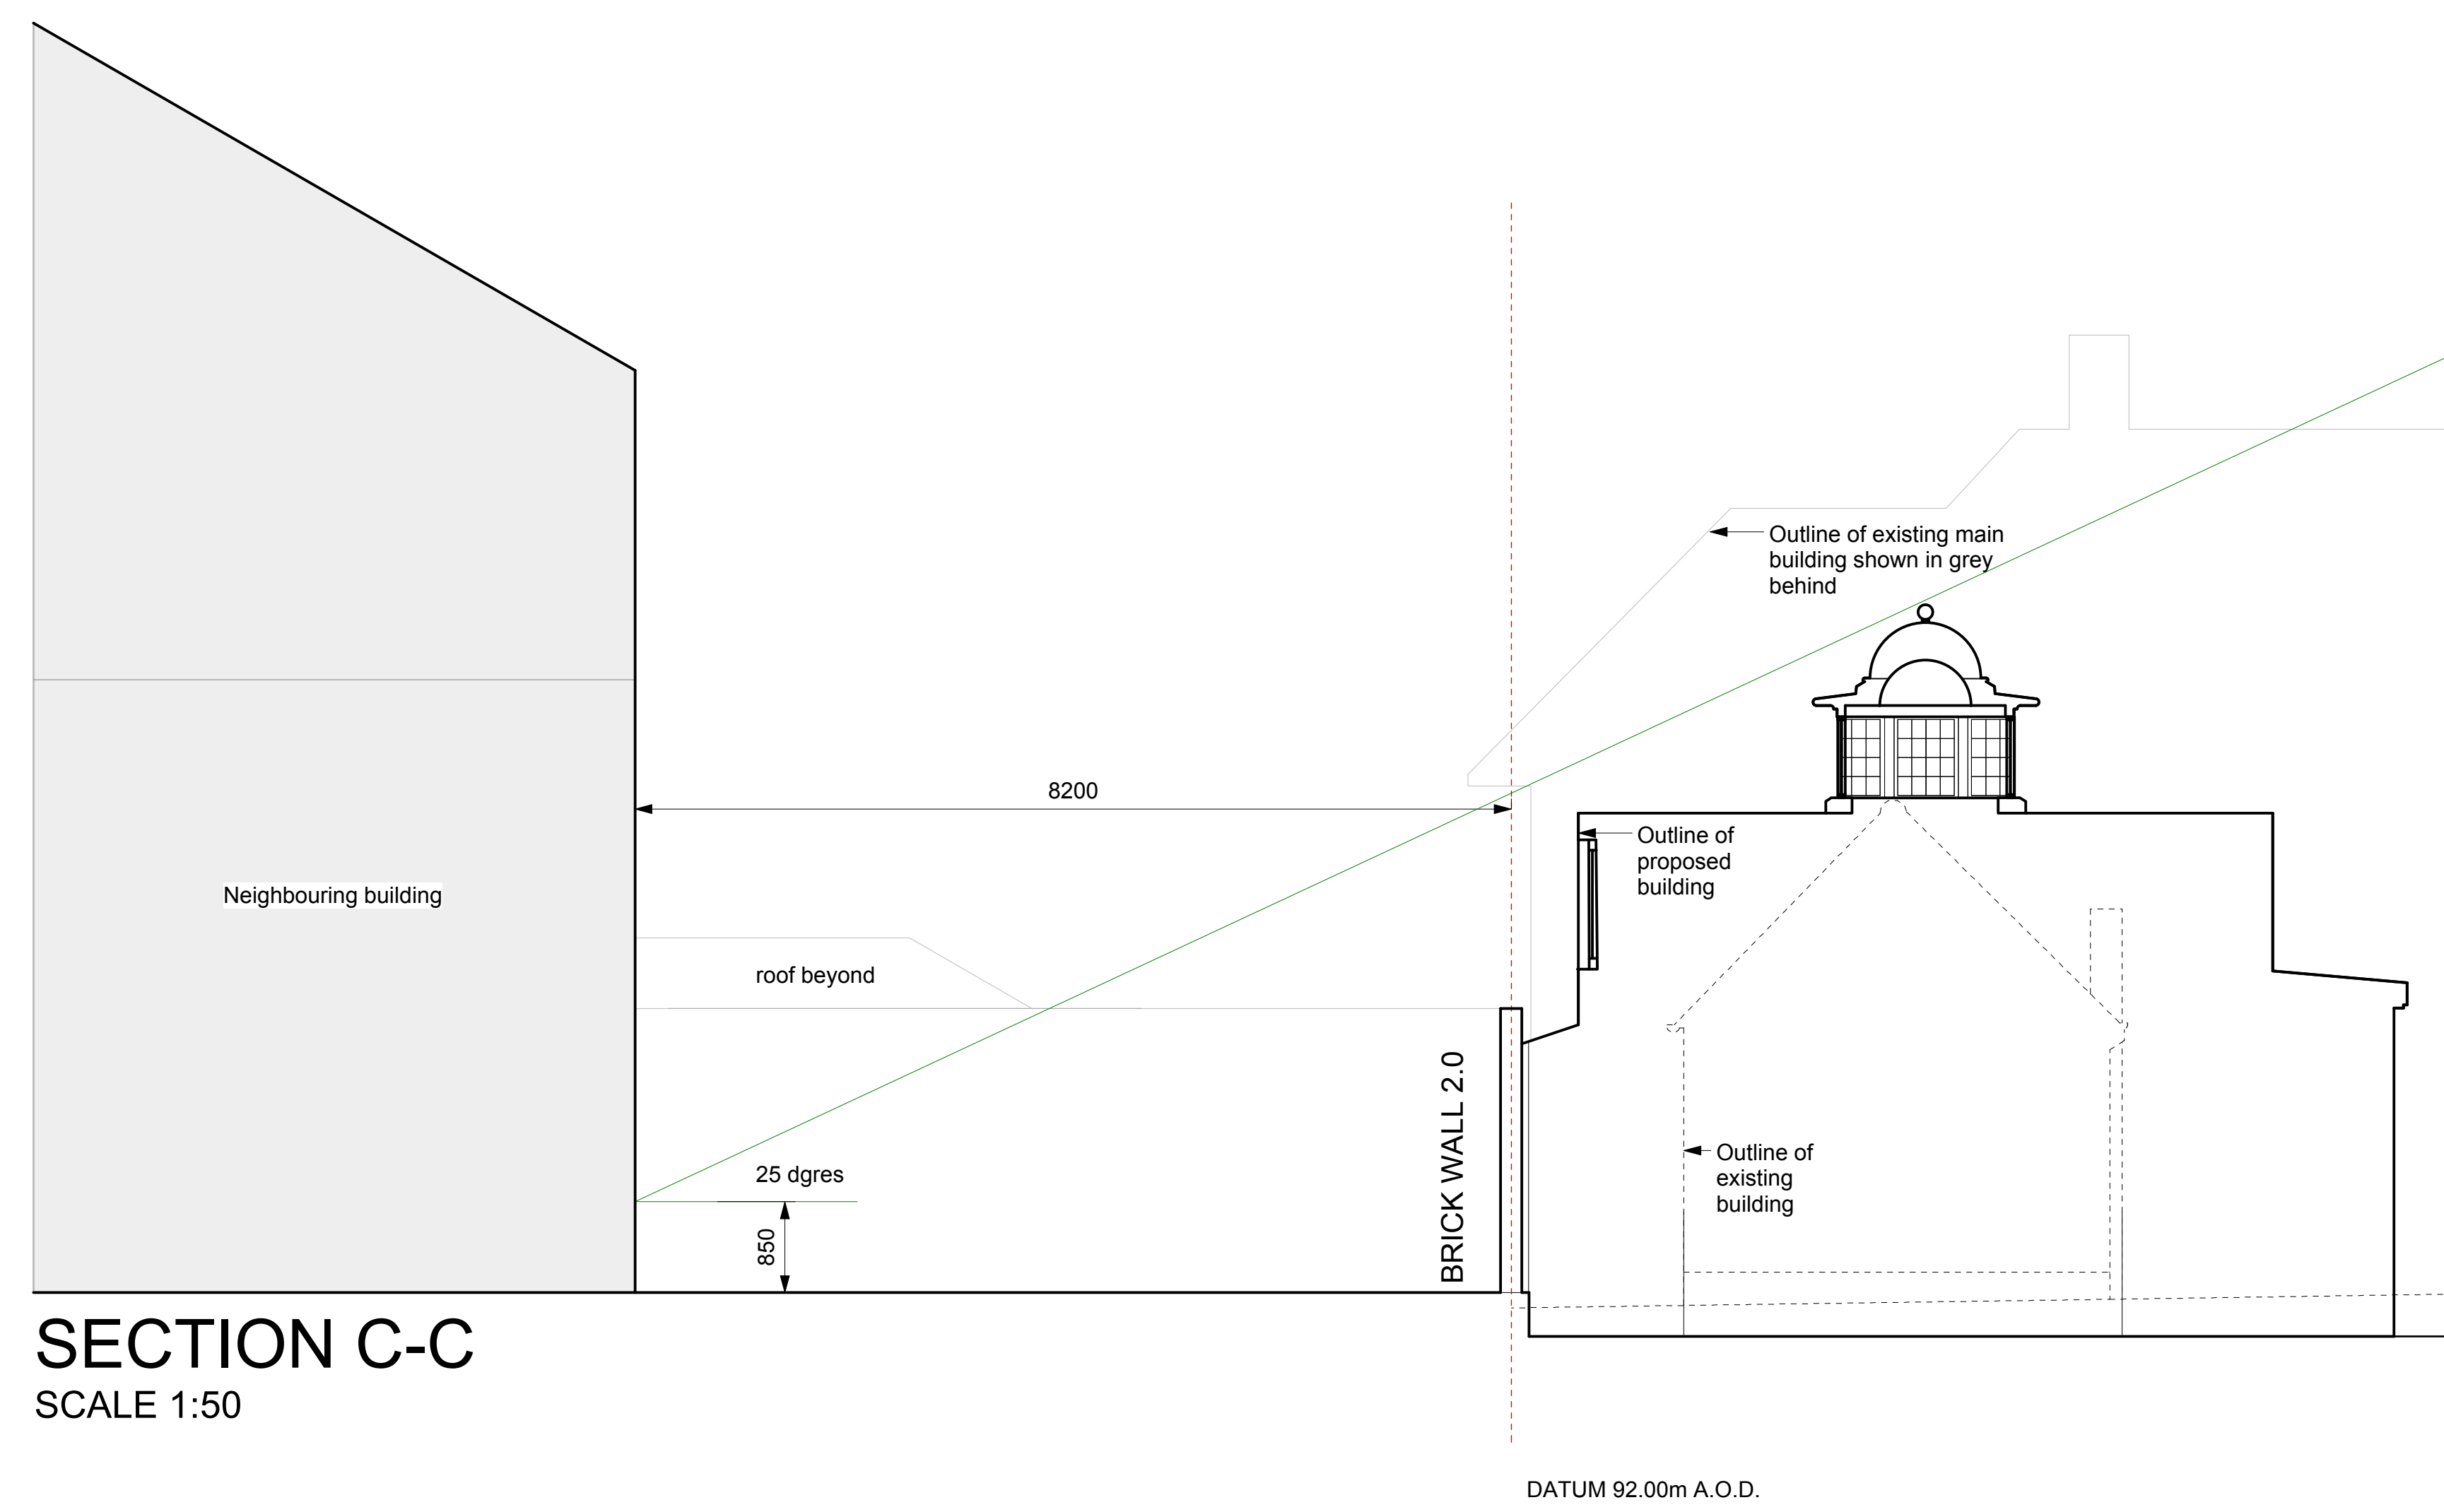 Outline of existing main
building shown in grey
behind
8200
Outline of
proposed
building
Neighbouring building
roof beyond
BRICK WALL 2.0
25 dgres
850
Outline of
existing
building
SECTION C-C
SCALE 1:50
DATUM 92.00m A.O.D.